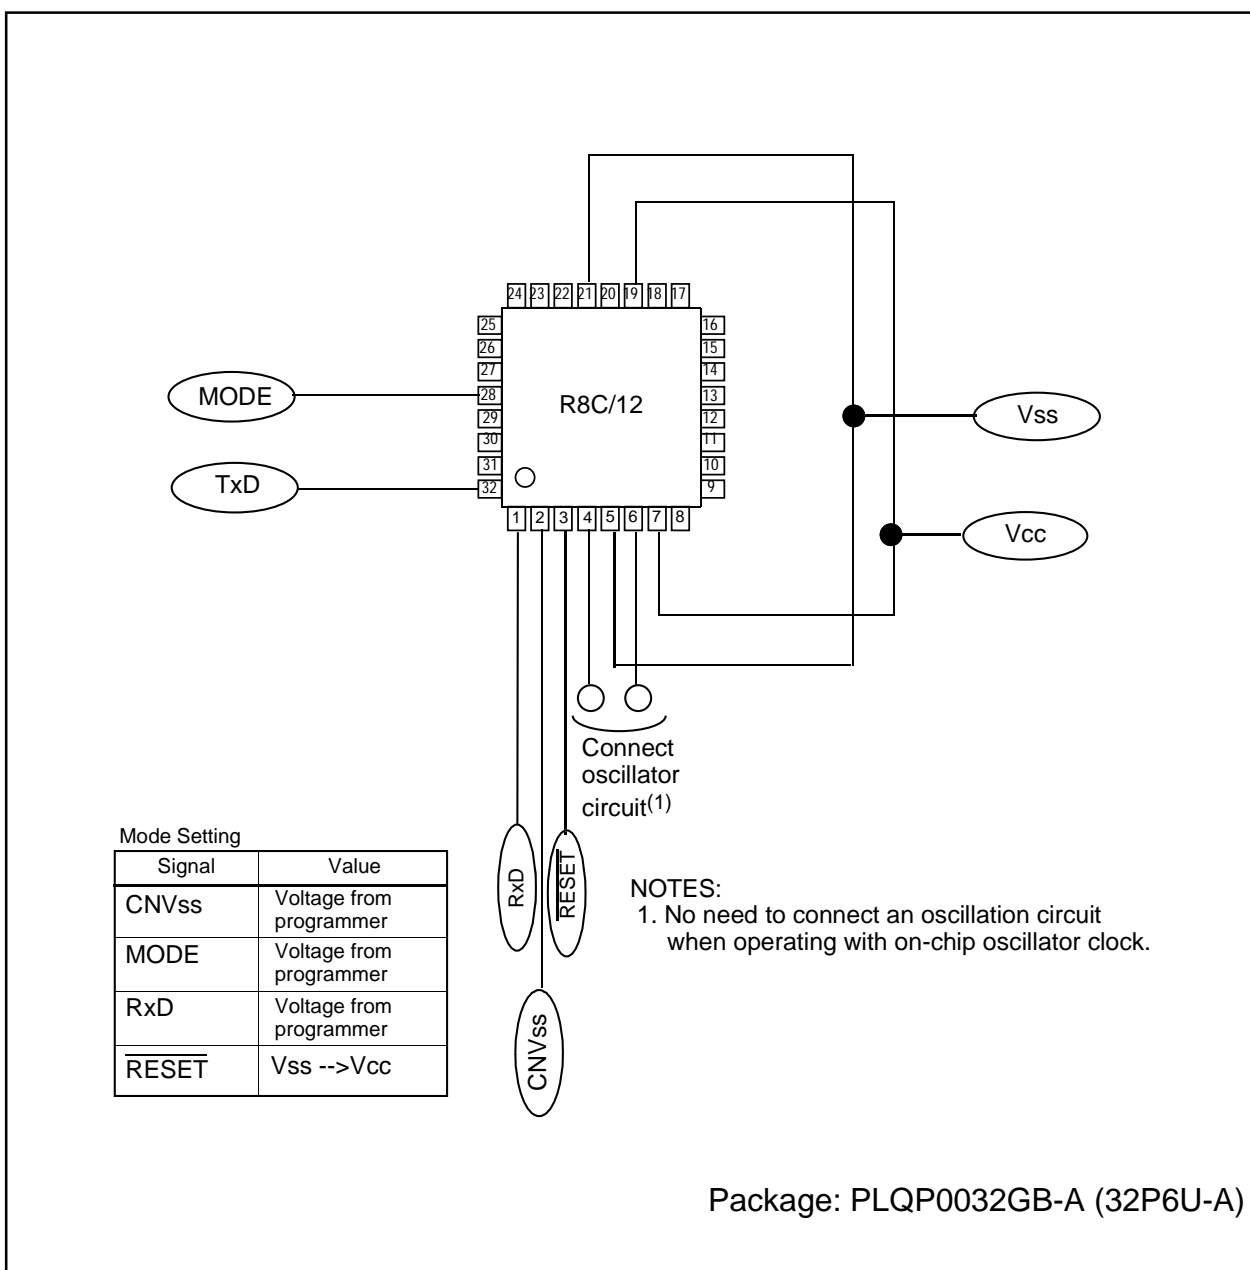 24 23 22 21 20 19 18 17
25 16
26 15
27 14
MODE 28 R8C/12 13
29 12
30 11
31 10
TxD 32 9
1 2 3 4 5 6 7 8
Vss
Vcc
Connect
oscillator
circuit(1)
RxD
RESET
CNVss
Mode Setting
Signal Value
CNVss Voltage from
programmer
MODE Voltage from
programmer
RxD Voltage from
programmer
RESET Vss -->Vcc
NOTES:
1. No need to connect an oscillation circuit
when operating with on-chip oscillator clock.
Package: PLQP0032GB-A (32P6U-A)